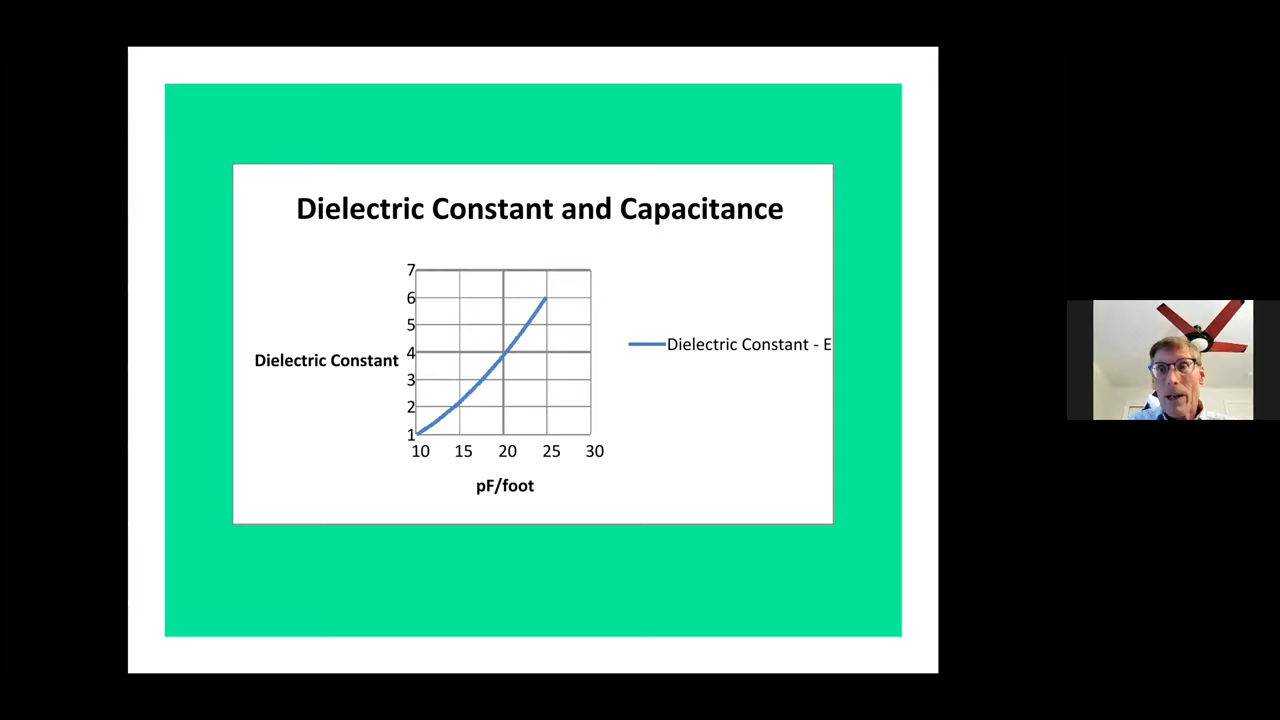 Dielectric Constant and Capacitance
7
6
5
4
3
2
1
Dielectric Constant
10 15 20 25 30
pF/foot
Dielectric Constant - E